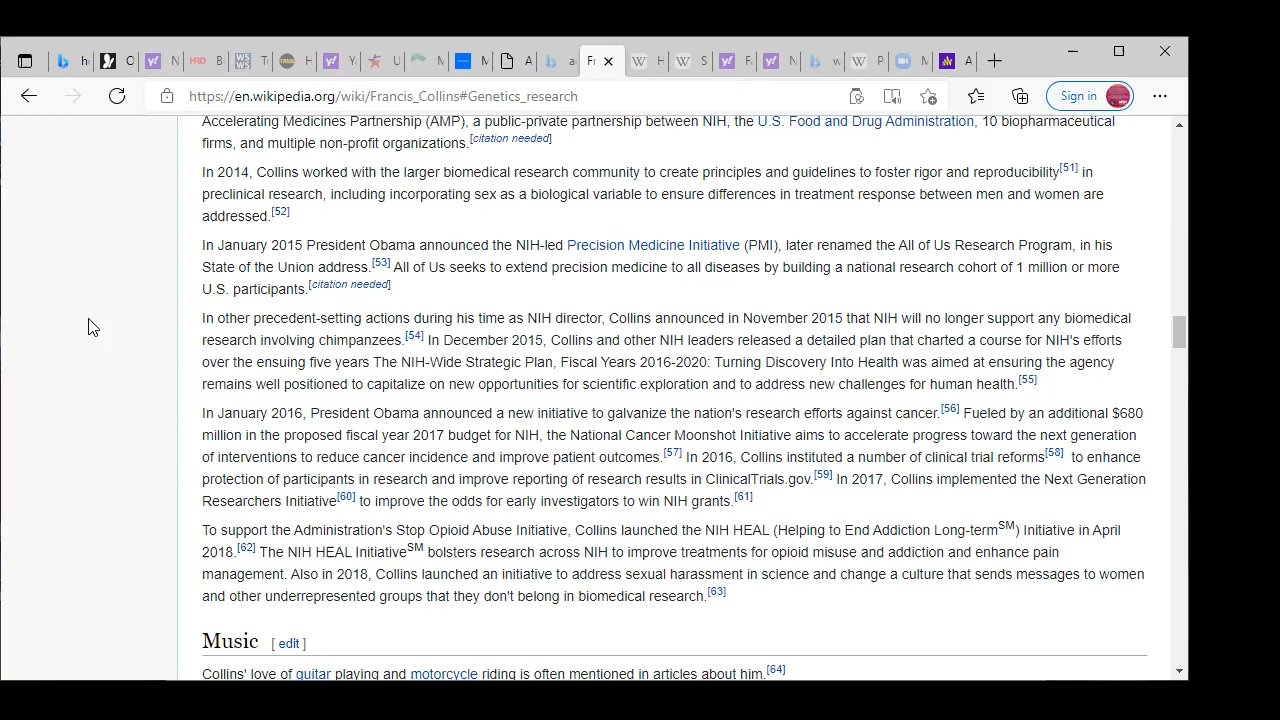 h
C
N
HRD B
WS WS T
TRAIN H
Y
U
M
M
A
a
Fr
W H
W S
F
N
w
W P
M
A
https://en.wikipedia.org/wiki/Francis_Collins#Genetics_research
Sign in
Accelerating Medicines Partnership (AMP), a public-private partnership between NIH, the U.S. Food and Drug Administration, 10 biopharmaceutical
firms, and multiple non-profit organizations.[citation needed]
In 2014, Collins worked with the larger biomedical research community to create principles and guidelines to foster rigor and reproducibility[51] in
preclinical research, including incorporating sex as a biological variable to ensure differences in treatment response between men and women are
addressed.[52]
In January 2015 President Obama announced the NIH-led Precision Medicine Initiative (PMI), later renamed the All of Us Research Program, in his
State of the Union address.[53] All of Us seeks to extend precision medicine to all diseases by building a national research cohort of 1 million or more
U.S. participants.[citation needed]
In other precedent-setting actions during his time as NIH director, Collins announced in November 2015 that NIH will no longer support any biomedical
research involving chimpanzees.[54] In December 2015, Collins and other NIH leaders released a detailed plan that charted a course for NIH's efforts
over the ensuing five years The NIH-Wide Strategic Plan, Fiscal Years 2016-2020: Turning Discovery Into Health was aimed at ensuring the agency
remains well positioned to capitalize on new opportunities for scientific exploration and to address new challenges for human health.[55]
In January 2016, President Obama announced a new initiative to galvanize the nation's research efforts against cancer.[56] Fueled by an additional $680
million in the proposed fiscal year 2017 budget for NIH, the National Cancer Moonshot Initiative aims to accelerate progress toward the next generation
of interventions to reduce cancer incidence and improve patient outcomes.[57] In 2016, Collins instituted a number of clinical trial reforms[58] to enhance
protection of participants in research and improve reporting of research results in ClinicalTrials.gov.[59] In 2017, Collins implemented the Next Generation
Researchers Initiative[60] to improve the odds for early investigators to win NIH grants.[61]
To support the Administration's Stop Opioid Abuse Initiative, Collins launched the NIH HEAL (Helping to End Addiction Long-termSM) Initiative in April
2018.[62] The NIH HEAL InitiativeSM bolsters research across NIH to improve treatments for opioid misuse and addiction and enhance pain
management. Also in 2018, Collins launched an initiative to address sexual harassment in science and change a culture that sends messages to women
and other underrepresented groups that they don't belong in biomedical research.[63]
Music [ edit ]
Collins' love of guitar playing and motorcycle riding is often mentioned in articles about him.[64]